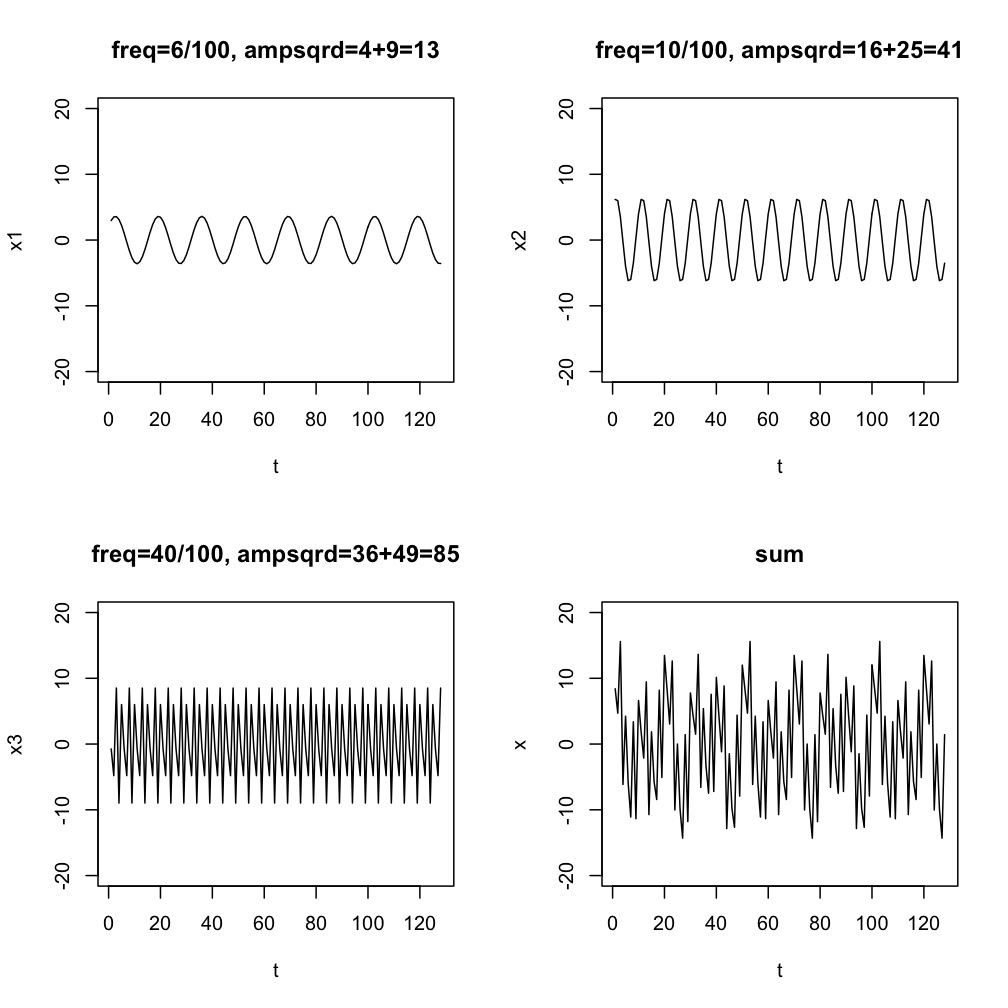 freq=6/100, ampsqrd=4+9=13
20
10
0
-10
-20
x1
0 20 40 60 80 100 120
t
freq=10/100, ampsqrd=16+25=41
20
10
0
-10
-20
x2
0 20 40 60 80 100 120
t
freq=40/100, ampsqrd=36+49=85
20
10
0
-10
-20
x3
0 20 40 60 80 100 120
t
sum
20
10
0
-10
-20
x
0 20 40 60 80 100 120
t